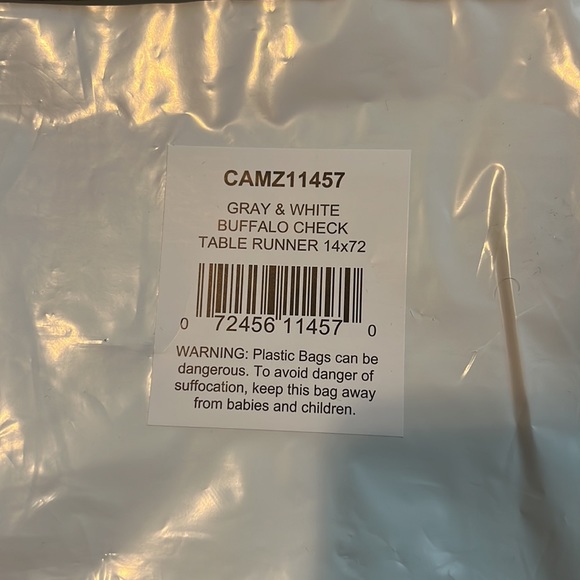 CAMZ11457
GRAY & WHITE
BUFFALO CHECK
TABLE RUNNER 14x72
0 72456 11457 0
WARNING: Plastic Bags can be
dangerous. To avoid danger of
suffocation, keep this bag away
from babies and children.